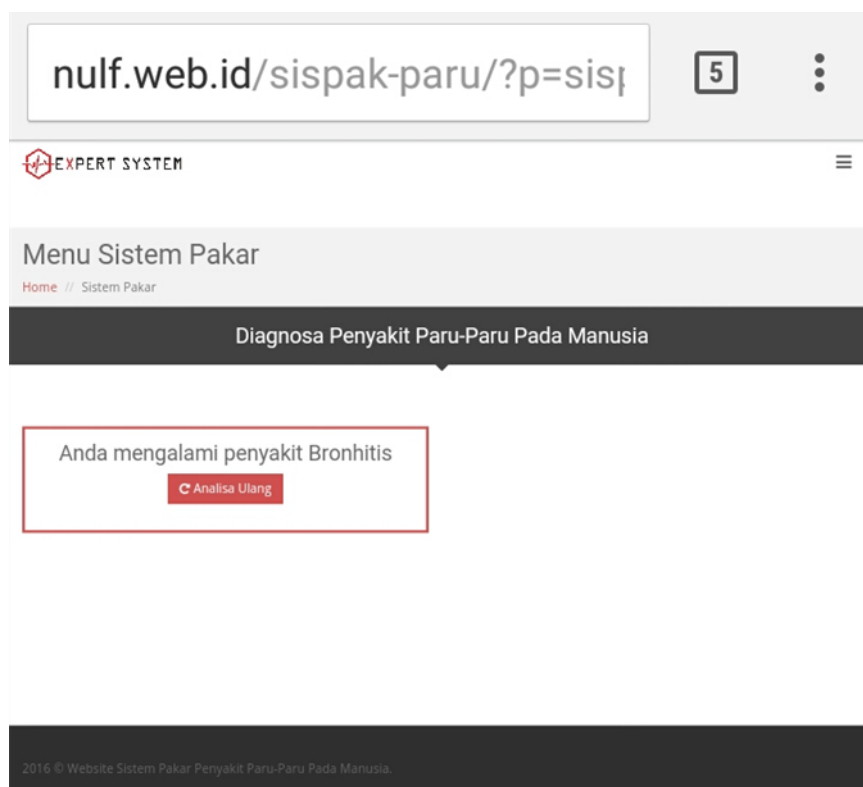 nulf.web.id/sispak-paru/?p=sisp
5
EXPERT SYSTEM
Menu Sistem Pakar
Home // Sistem Pakar
Diagnosa Penyakit Paru-Paru Pada Manusia
Anda mengalami penyakit Bronhitis
Analisa Ulang
2016 © Website Sistem Pakar Penyakit Paru-Paru Pada Manusia.